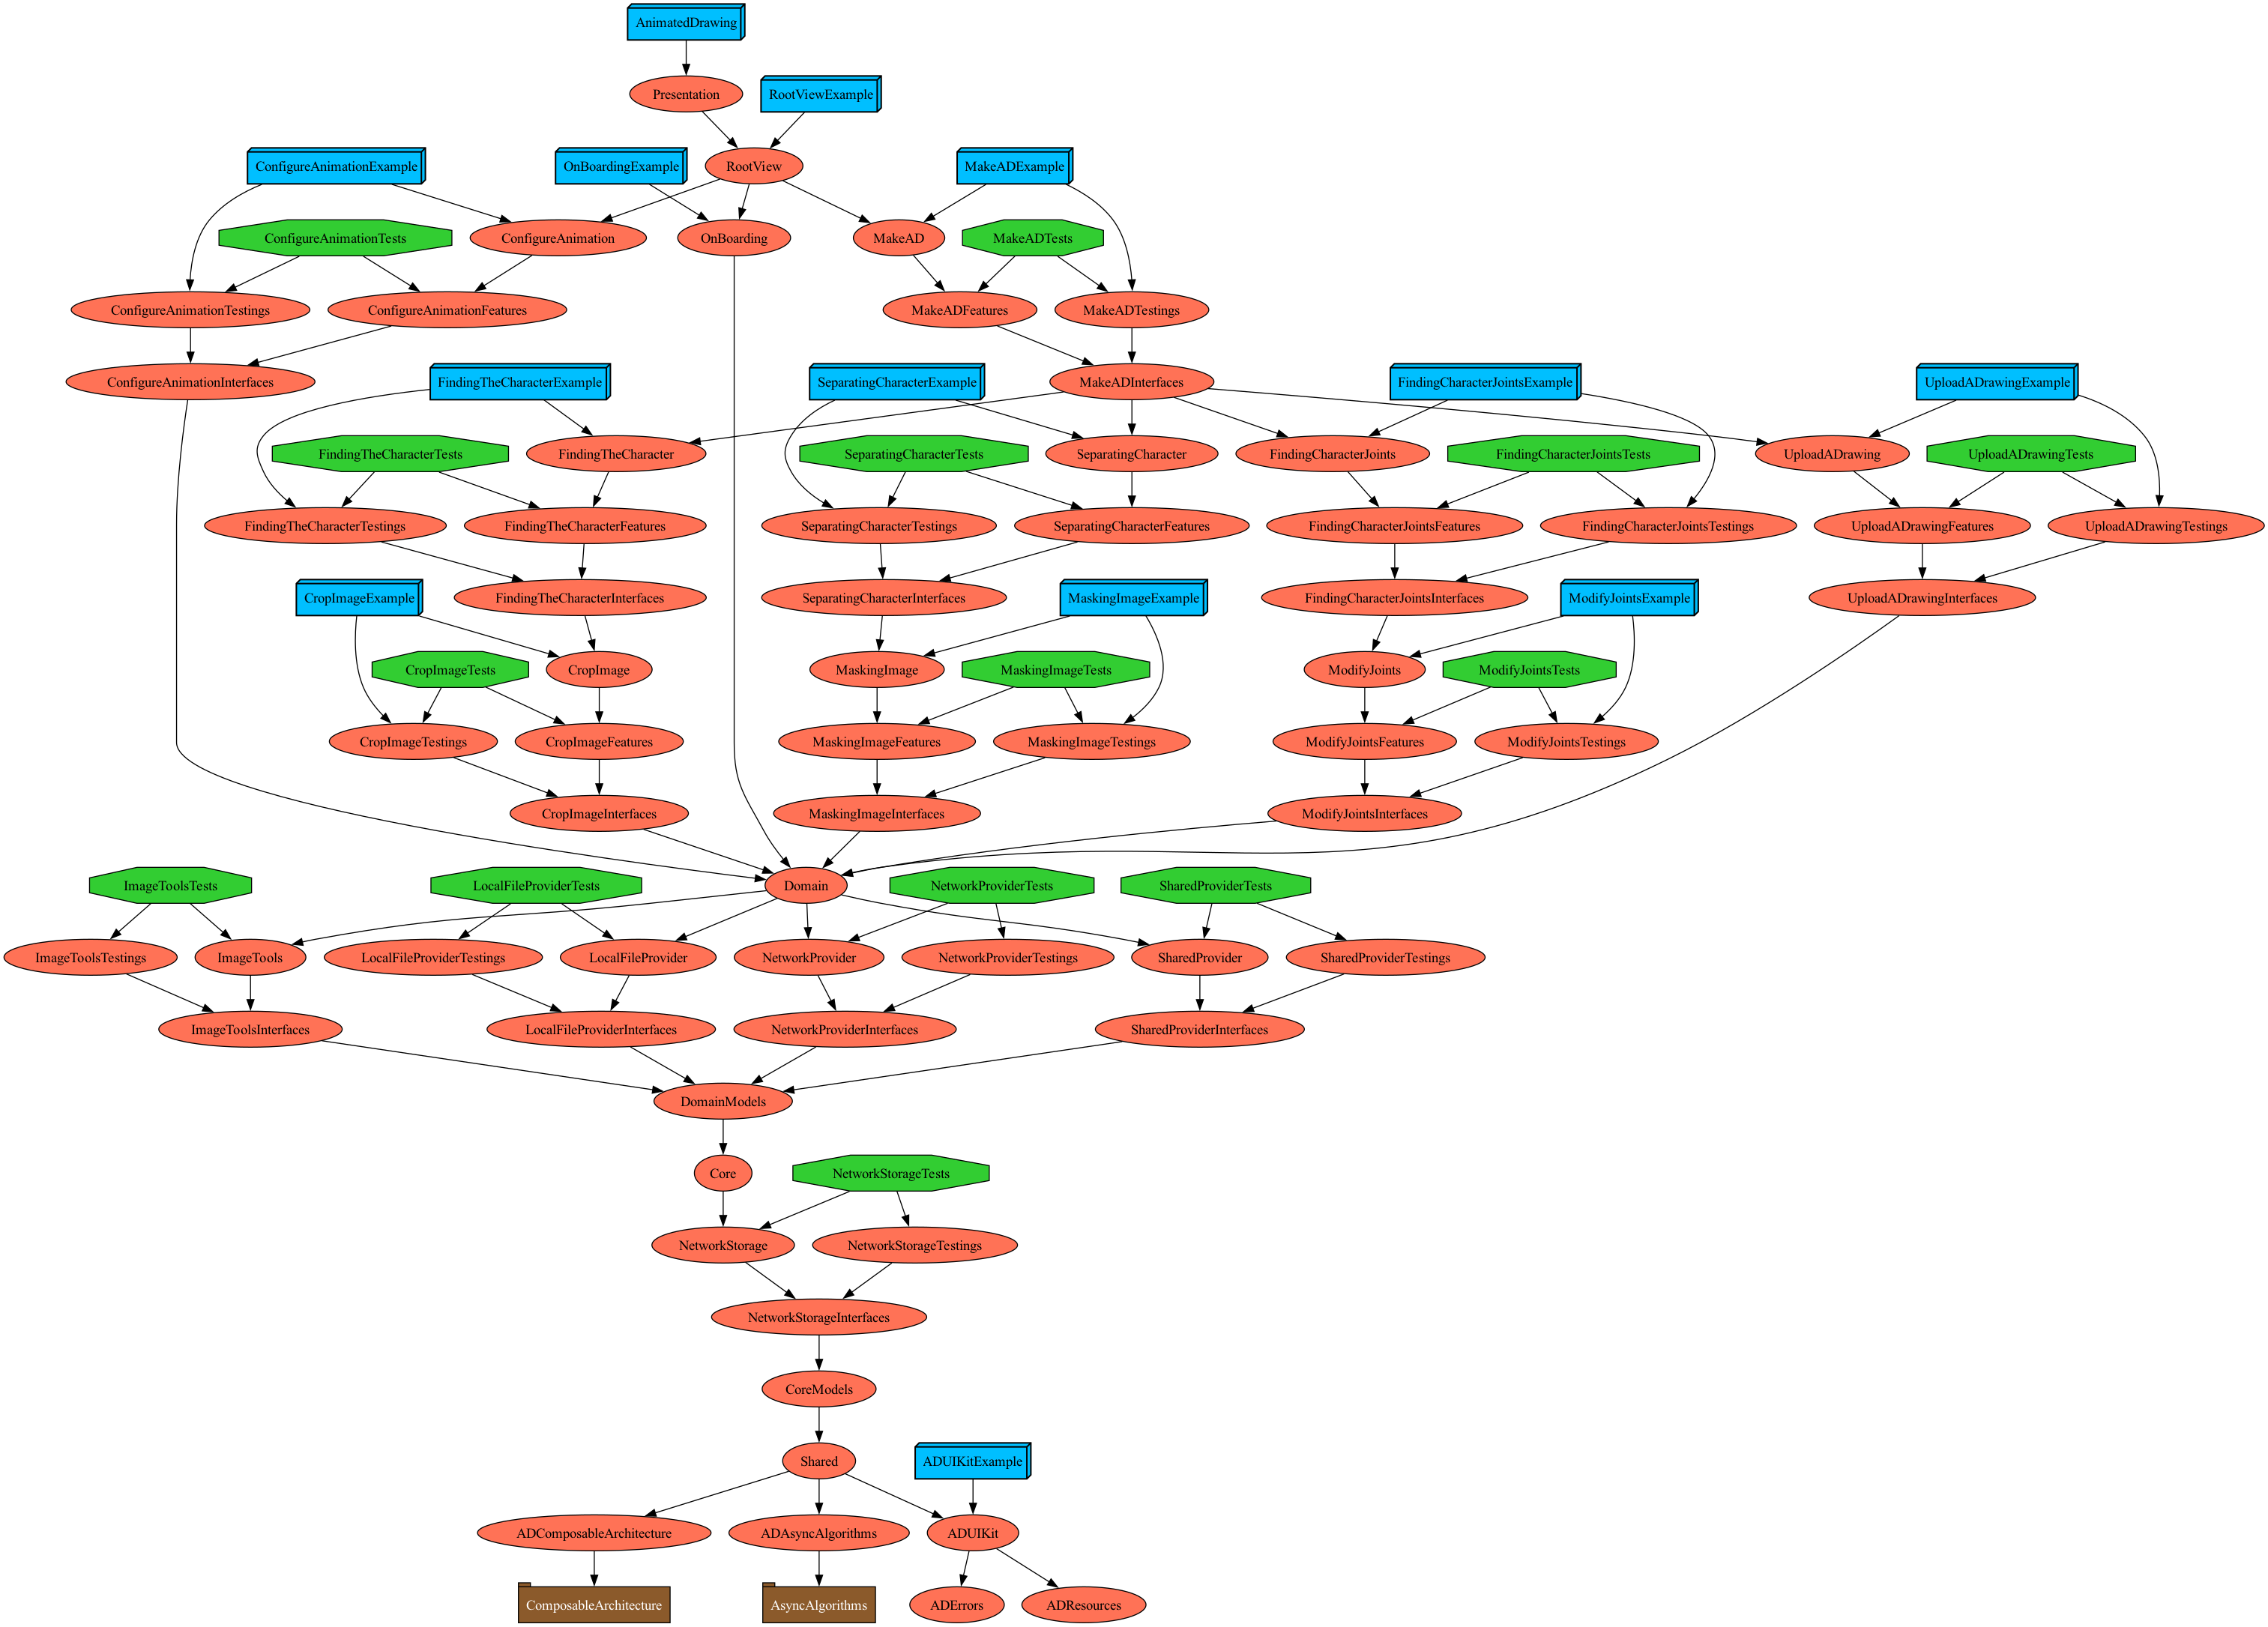 AnimatedDrawing
Presentation
RootViewExample
ConfigureAnimationExample
OnBoardingExample
RootView
MakeADExample
ConfigureAnimationTests
ConfigureAnimation
OnBoarding
MakeAD
MakeADTests
ConfigureAnimationTestings
ConfigureAnimationFeatures
MakeADFeatures
MakeADTestings
ConfigureAnimationInterfaces
FindingTheCharacterExample
SeparatingCharacterExample
MakeADInterfaces
FindingCharacterJointsExample
UploadADrawingExample
FindingTheCharacterTests
FindingTheCharacter
SeparatingCharacterTests
SeparatingCharacter
FindingCharacterJoints
FindingCharacterJointsTests
UploadADrawing
UploadADrawingTests
FindingTheCharacterTestings
FindingTheCharacterFeatures
SeparatingCharacterTestings
SeparatingCharacterFeatures
FindingCharacterJointsFeatures
FindingCharacterJointsTestings
UploadADrawingFeatures
UploadADrawingTestings
CropImageExample
FindingTheCharacterInterfaces
SeparatingCharacterInterfaces
MaskingImageExample
FindingCharacterJointsInterfaces
ModifyJointsExample
UploadADrawingInterfaces
CropImageTests
CropImage
MaskingImage
MaskingImageTests
ModifyJoints
ModifyJointsTests
CropImageTestings
CropImageFeatures
MaskingImageFeatures
MaskingImageTestings
ModifyJointsFeatures
ModifyJointsTestings
CropImageInterfaces
MaskingImageInterfaces
ModifyJointsInterfaces
ImageToolsTests
LocalFileProviderTests
Domain
NetworkProviderTests
SharedProviderTests
ImageToolsTestings
ImageTools
LocalFileProviderTestings
LocalFileProvider
NetworkProvider
NetworkProviderTestings
SharedProvider
SharedProviderTestings
ImageToolsInterfaces
LocalFileProviderInterfaces
NetworkProviderInterfaces
SharedProviderInterfaces
DomainModels
Core
NetworkStorageTests
NetworkStorage
NetworkStorageTestings
NetworkStorageInterfaces
CoreModels
Shared
ADUIKitExample
ADComposableArchitecture
ADAsyncAlgorithms
ADUIKit
ComposableArchitecture
AsyncAlgorithms
ADErrors
ADResources